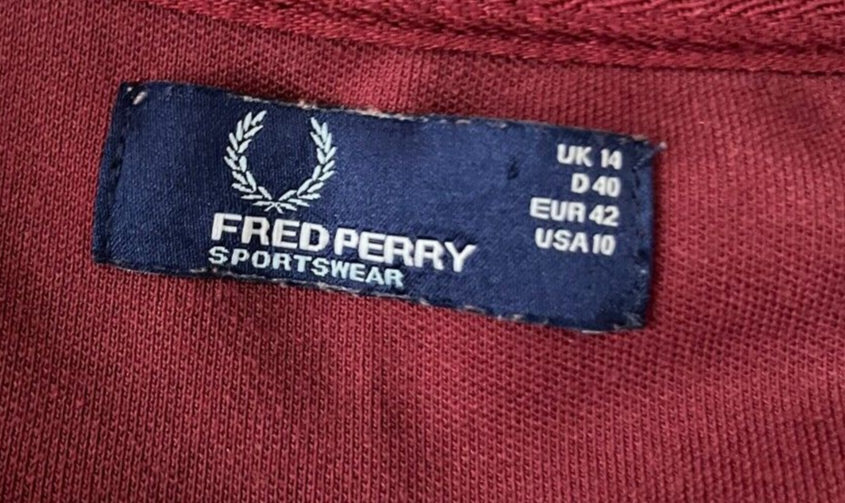 FRED PERRY
SPORTSWEAR
UK 14
D 40
EUR 42
USA 10